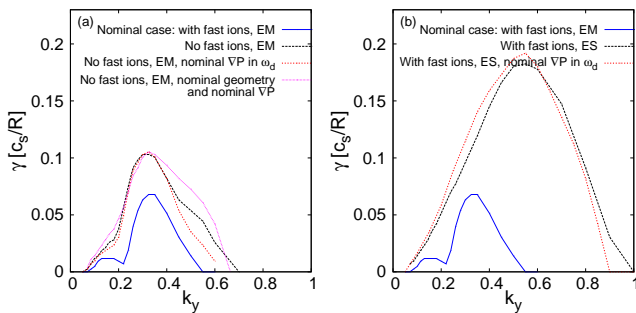 (a)
Nominal case: with fast ions, EM
No fast ions, EM
No fast ions, EM, nominal ∇P in ω_d
No fast ions, EM, nominal geometry
and nominal ∇P
γ [c_s/R]
0.2
0.15
0.1
0.05
0
0 0.2 0.4 0.6 0.8 1
k_y
(b)
Nominal case: with fast ions, EM
With fast ions, ES
With fast ions, ES, nominal ∇P in ω_d
γ [c_s/R]
0.2
0.15
0.1
0.05
0
0 0.2 0.4 0.6 0.8 1
k_y